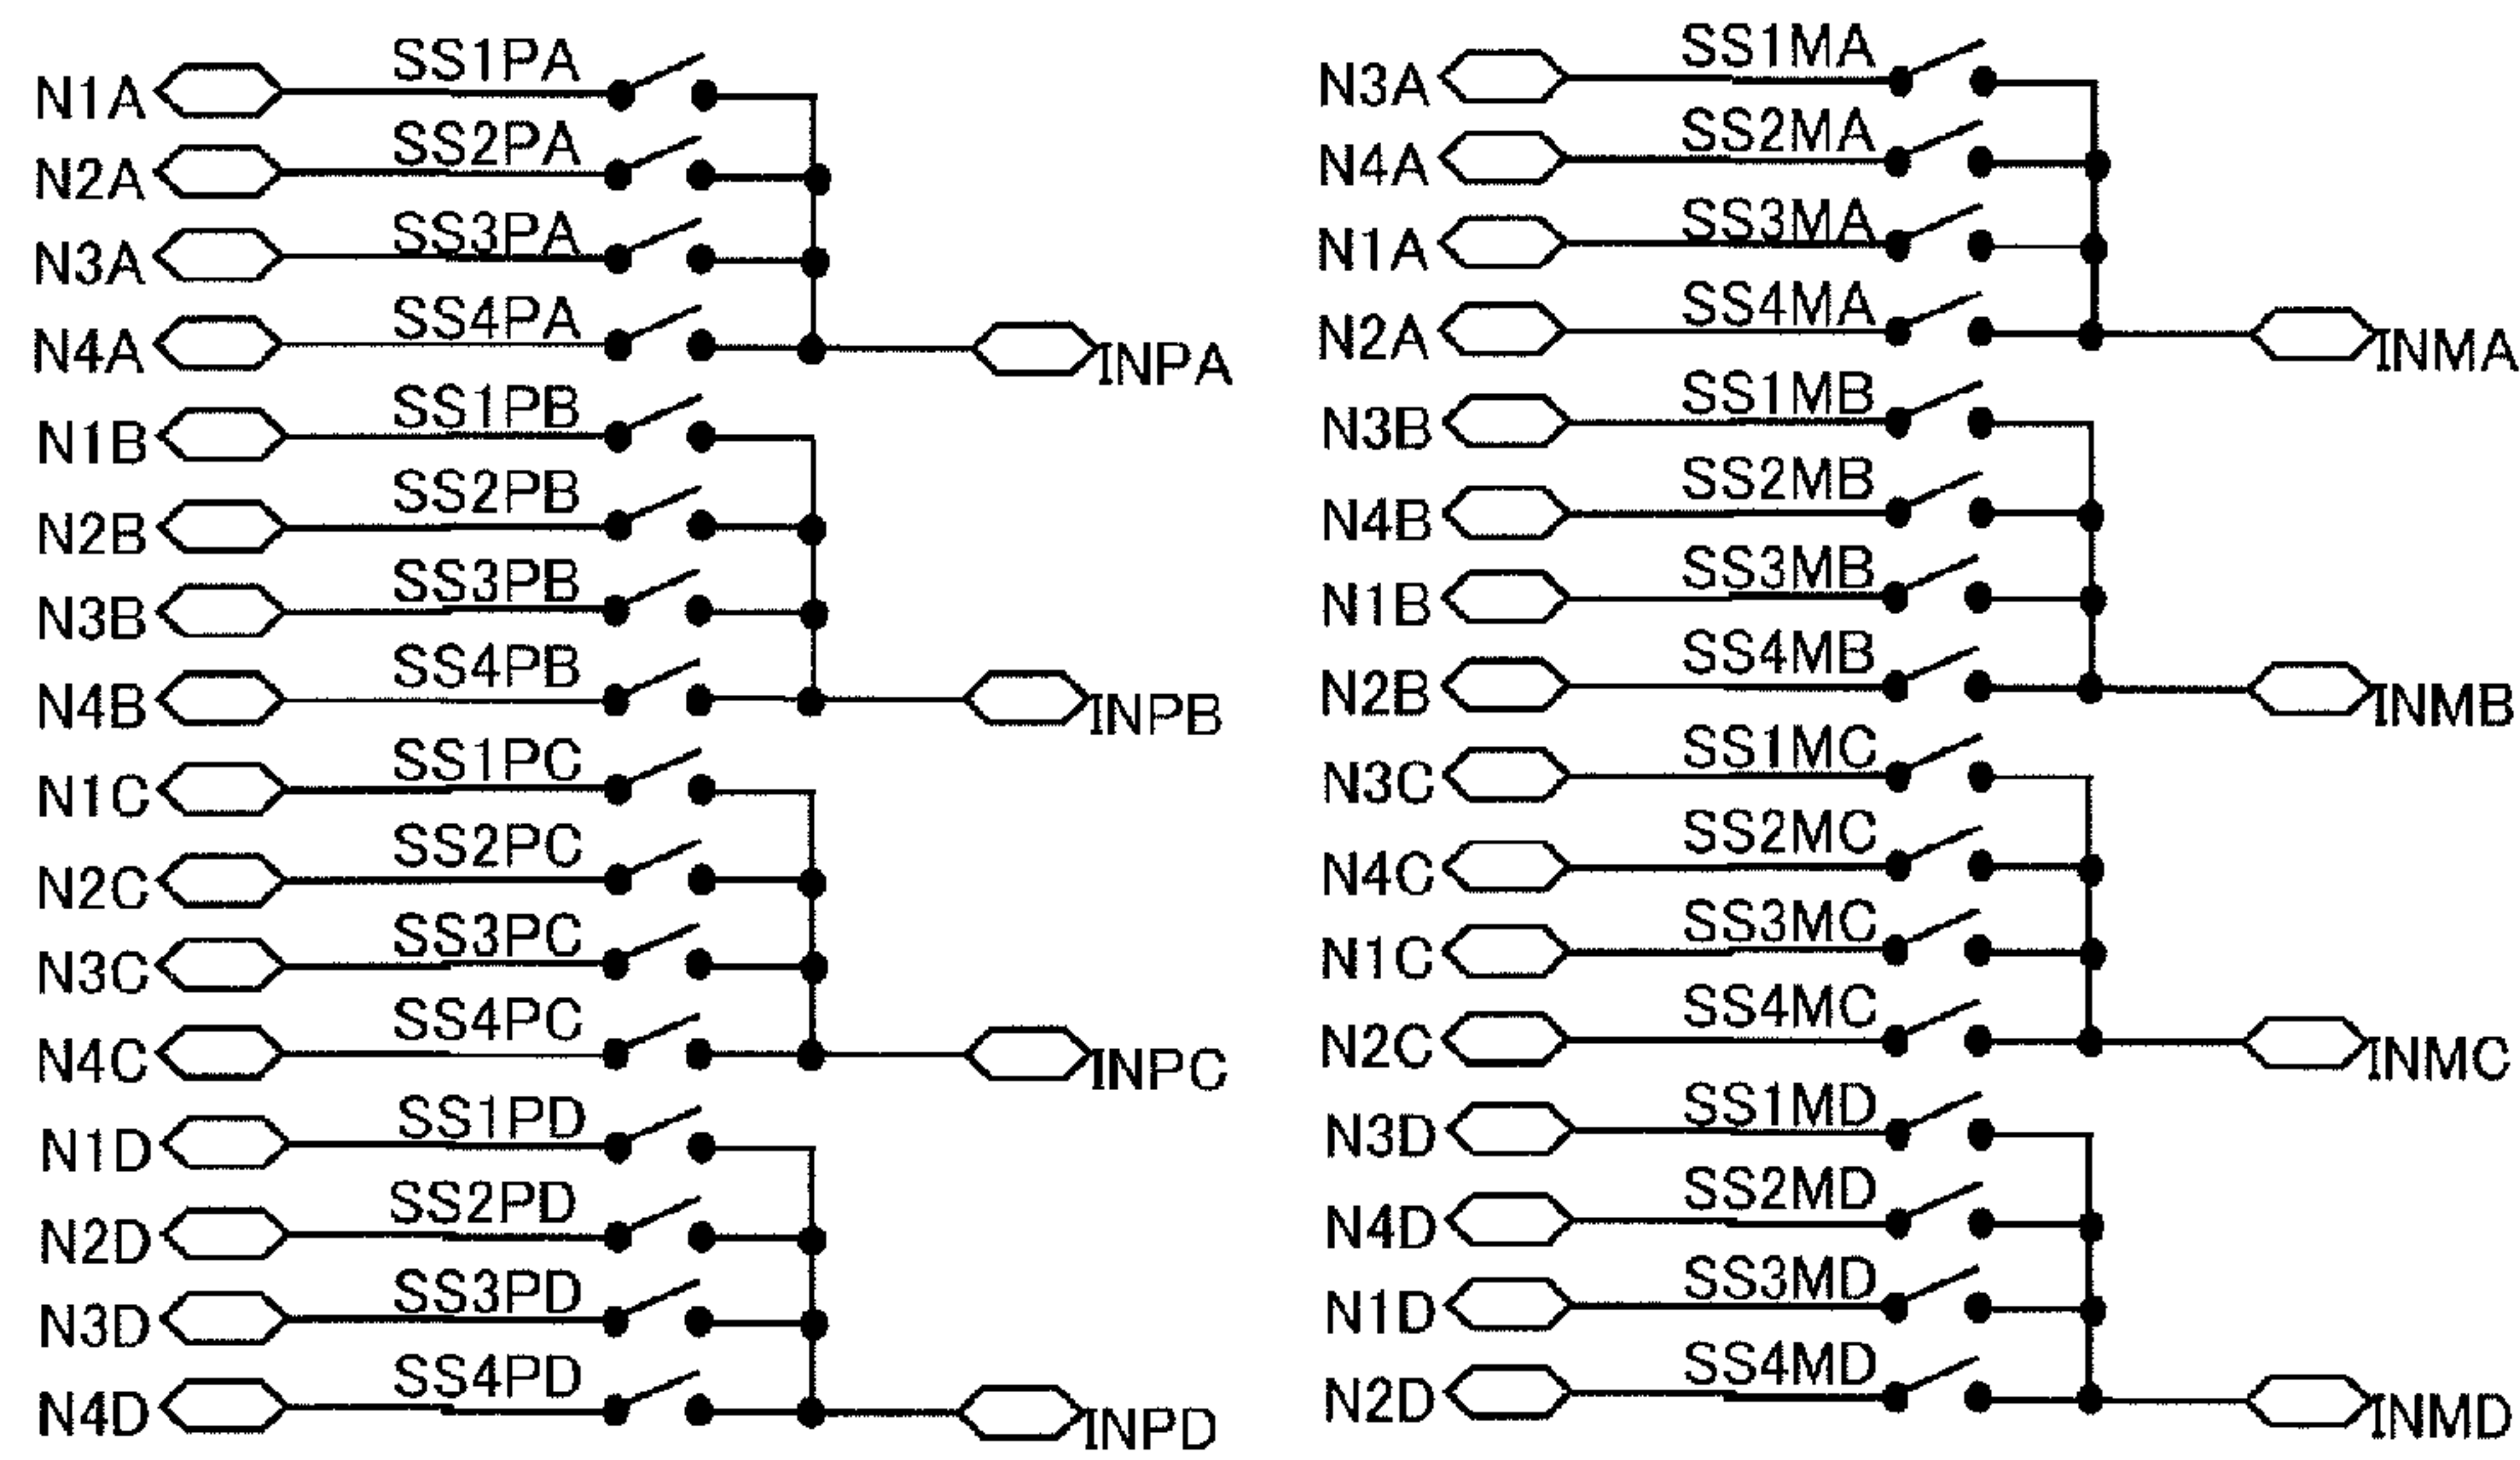 SS1PA
N1A
SS2PA
N2A
SS3PA
N3A
SS4PA
N4A
INPA
SS1PB
N1B
SS2PB
N2B
SS3PB
N3B
SS4PB
N4B
INPB
SS1PC
N1C
SS2PC
N2C
SS3PC
N3C
SS4PC
N4C
INPC
SS1PD
N1D
SS2PD
N2D
SS3PD
N3D
SS4PD
N4D
INPD
SS1MA
N3A
SS2MA
N4A
SS3MA
N1A
SS4MA
N2A
INMA
SS1MB
N3B
SS2MB
N4B
SS3MB
N1B
SS4MB
N2B
INMB
SS1MC
N3C
SS2MC
N4C
SS3MC
N1C
SS4MC
N2C
INMC
SS1MD
N3D
SS2MD
N4D
SS3MD
N1D
SS4MD
N2D
INMD